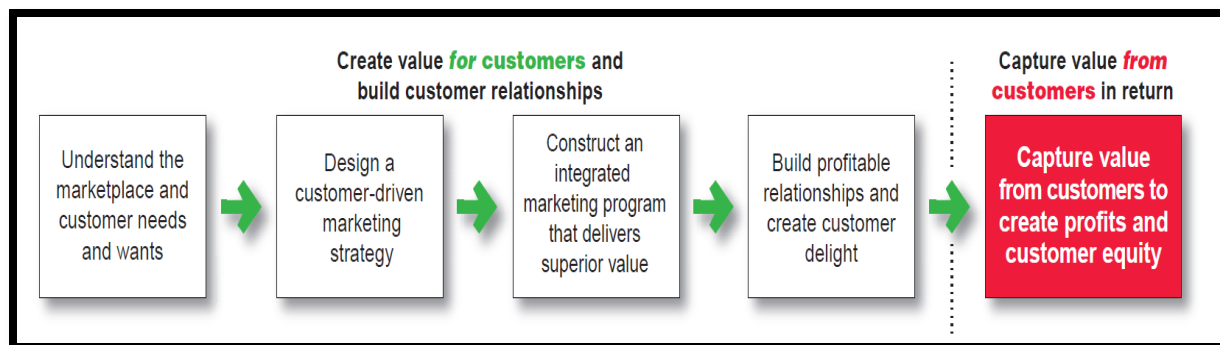 Create value for customers and
build customer relationships
Capture value from
customers in return
Understand the
marketplace and
customer needs
and wants
Design a
customer-driven
marketing
strategy
Construct an
integrated
marketing program
that delivers
superior value
Build profitable
relationships and
create customer
delight
Capture value
from customers to
create profits and
customer equity